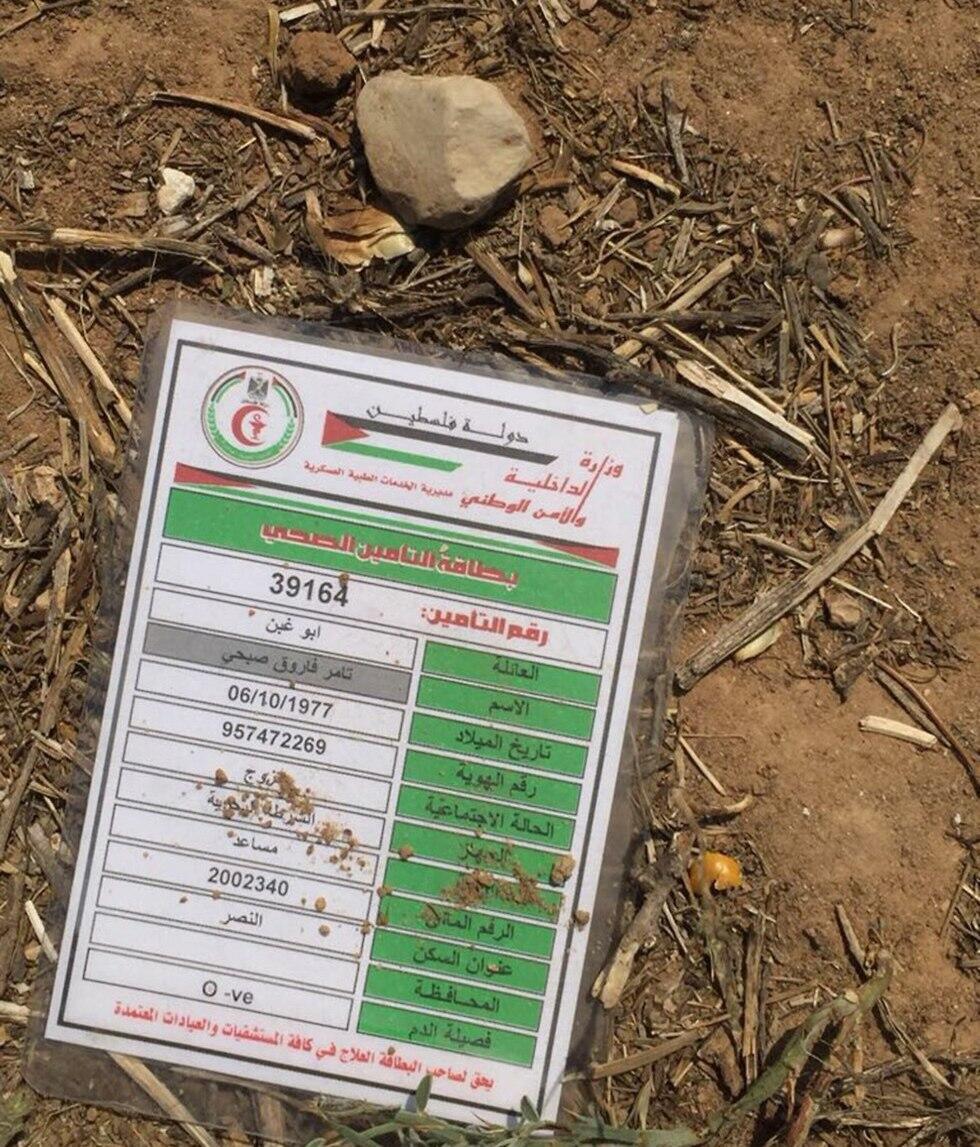 دولة فلسطين
وزارة
الداخلية
والأمن الوطني
مديرية الخدمات الطبية العسكرية
بطاقة التأمين الصحي
رقم التأمين: 39164
العائلة ابو غبن
الاسم تامر فاروق صبحي
تاريخ الميلاد 06/10/1977
رقم الهوية 957472269
الحالة الاجتماعية
الشرطة
مساعد
الرقم المالي 2002340
عنوان السكن النصر
المحافظة
فصيلة الدم O -ve
يحق لصاحب البطاقة العلاج في كافة المستشفيات والعيادات المعتمدة